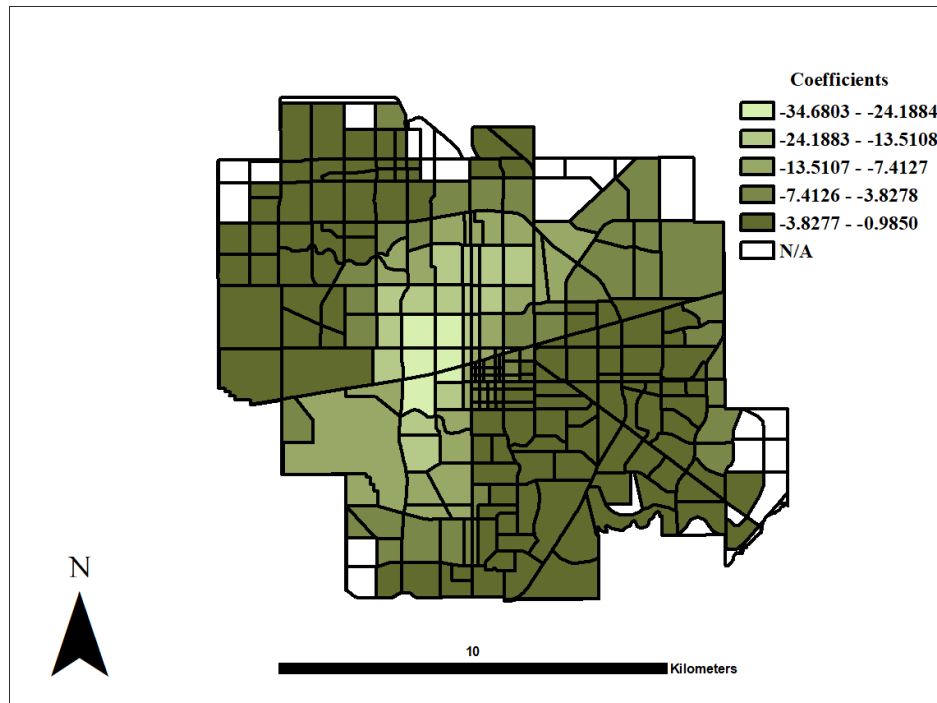 Coefficients
-34.6803 - -24.1884
-24.1883 - -13.5108
-13.5107 - -7.4127
-7.4126 - -3.8278
-3.8277 - -0.9850
N/A
N
10
Kilometers